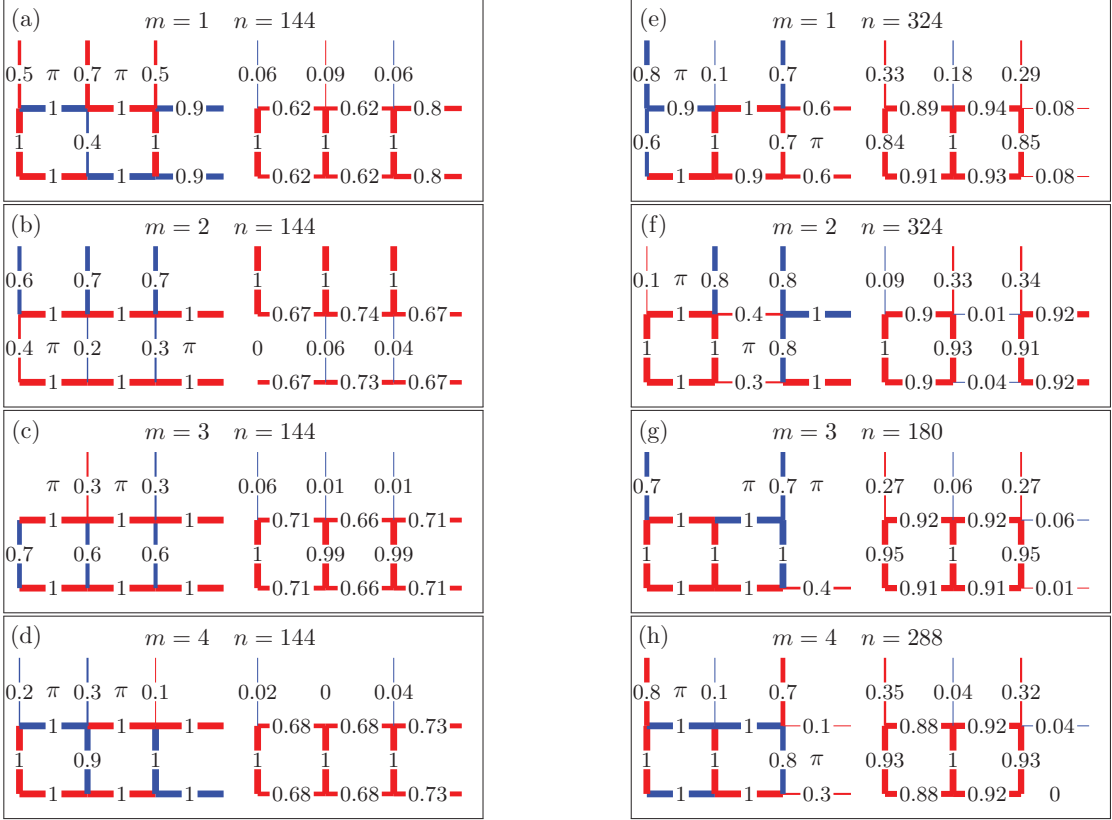 (a) m = 1 n = 144
0.5 π 0.7 π 0.5 0.06 0.09 0.06
1 1 0.9 0.62 0.62 0.8
1 0.4 1 1 1 1
1 1 0.9 0.62 0.62 0.8
(b) m = 2 n = 144
0.6 0.7 0.7 1 1 1
1 1 1 0.67 0.74 0.67
0.4 π 0.2 0.3 π 0 0.06 0.04
1 1 1 0.67 0.73 0.67
(c) m = 3 n = 144
π 0.3 π 0.3 0.06 0.01 0.01
1 1 1 0.71 0.66 0.71
0.7 0.6 0.6 1 0.99 0.99
1 1 1 0.71 0.66 0.71
(d) m = 4 n = 144
0.2 π 0.3 π 0.1 0.02 0 0.04
1 1 1 0.68 0.68 0.73
1 0.9 1 1 1 1
1 1 1 0.68 0.68 0.73
(e) m = 1 n = 324
0.8 π 0.1 0.7 0.33 0.18 0.29
0.9 1 0.6 0.89 0.94 0.08
0.6 1 0.7 π 0.84 1 0.85
1 0.9 0.6 0.91 0.93 0.08
(f) m = 2 n = 324
0.1 π 0.8 0.8 0.09 0.33 0.34
1 0.4 1 0.9 0.01 0.92
1 1 π 0.8 1 0.93 0.91
1 0.3 1 0.9 0.04 0.92
(g) m = 3 n = 180
0.7 π 0.7 π 0.27 0.06 0.27
1 1 0.92 0.92 0.06
1 1 1 0.95 1 0.95
1 1 0.4 0.91 0.91 0.01
(h) m = 4 n = 288
0.8 π 0.1 0.7 0.35 0.04 0.32
1 1 0.1 0.88 0.92 0.04
1 1 0.8 π 0.93 1 0.93
1 1 0.3 0.88 0.92 0